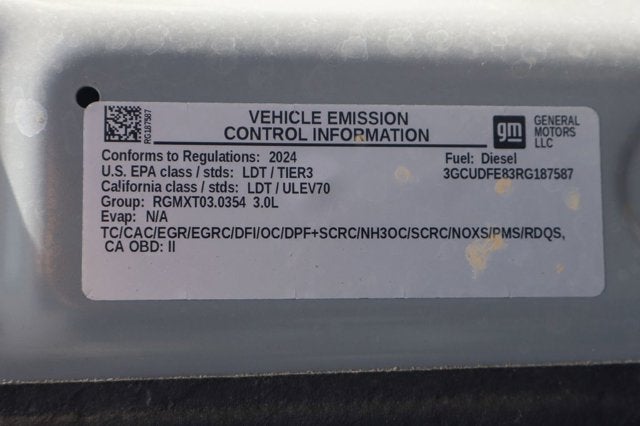 RG187587
VEHICLE EMISSION
CONTROL INFORMATION
gm
GENERAL
MOTORS
LLC
Conforms to Regulations: 2024
Fuel: Diesel
U.S. EPA class / stds: LDT / TIER3
3GCUDFE83RG187587
California class / stds: LDT / ULEV70
Group: RGMXT03.0354 3.0L
Evap: N/A
TC/CAC/EGR/EGRC/DFI/OC/DPF+SCRC/NH3OC/SCRC/NOXS/PMS/RDQS,
CA OBD: II